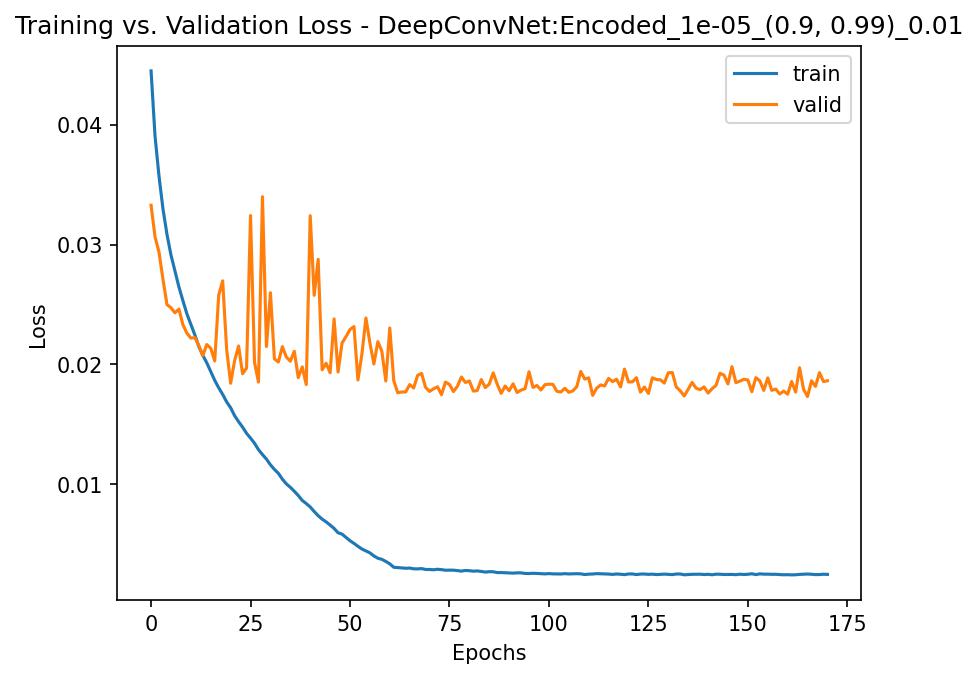 Training vs. Validation Loss - DeepConvNet:Encoded_1e-05_(0.9, 0.99)_0.01
train
valid
0.04
0.03
0.02
0.01
Loss
0 25 50 75 100 125 150 175
Epochs